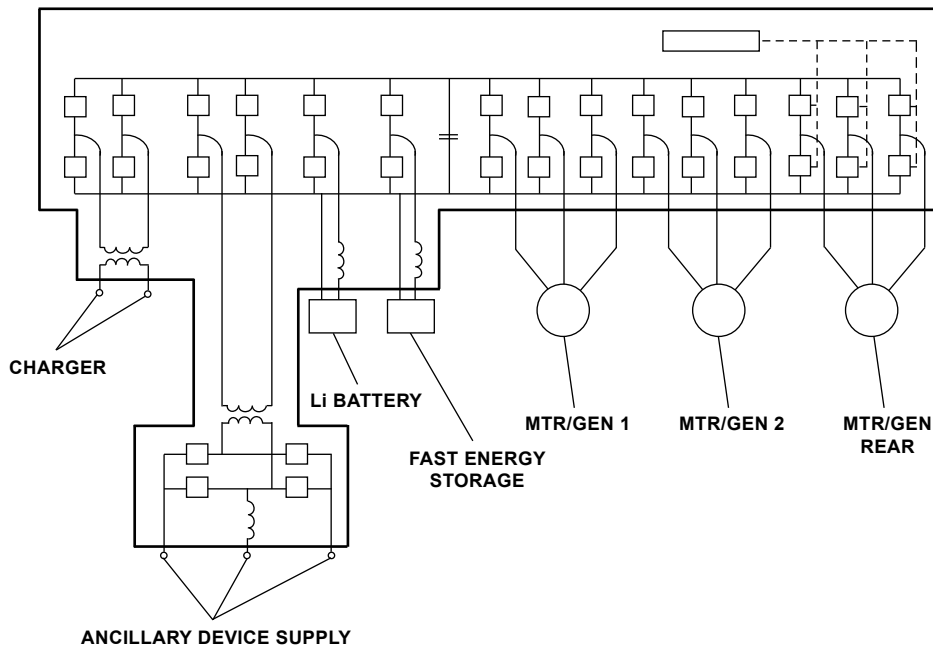 CHARGER
Li BATTERY
FAST ENERGY
STORAGE
MTR/GEN 1
MTR/GEN 2
MTR/GEN
REAR
ANCILLARY DEVICE SUPPLY